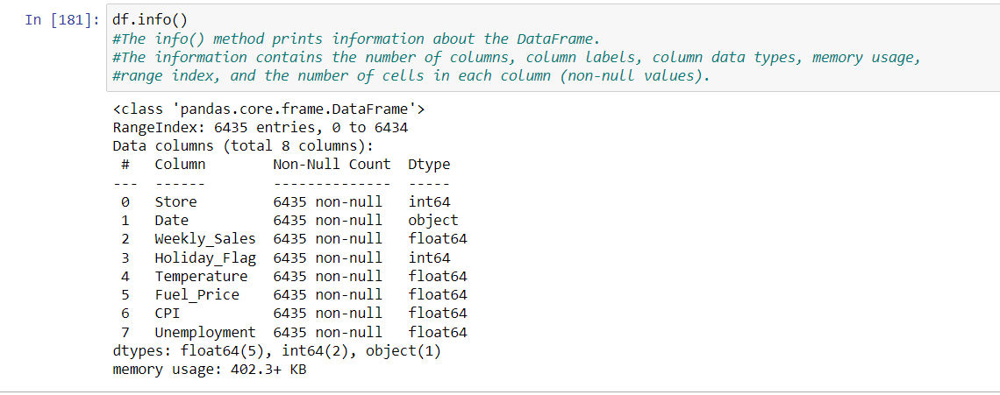 In [181]: df.info()
#The info() method prints information about the DataFrame.
#The information contains the number of columns, column labels, column data types, memory usage,
#range index, and the number of cells in each column (non-null values).
<class 'pandas.core.frame.DataFrame'>
RangeIndex: 6435 entries, 0 to 6434
Data columns (total 8 columns):
 #   Column        Non-Null Count  Dtype
---  ------        --------------  -----
 0   Store         6435 non-null   int64
 1   Date          6435 non-null   object
 2   Weekly_Sales  6435 non-null   float64
 3   Holiday_Flag  6435 non-null   int64
 4   Temperature   6435 non-null   float64
 5   Fuel_Price    6435 non-null   float64
 6   CPI           6435 non-null   float64
 7   Unemployment  6435 non-null   float64
dtypes: float64(5), int64(2), object(1)
memory usage: 402.3+ KB